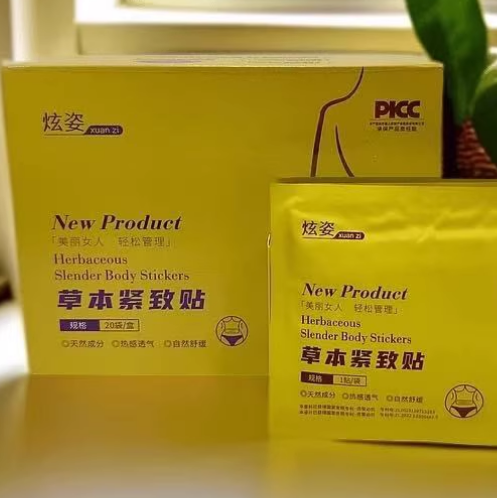 炫姿
xuan zi
PICC
New Product
「美丽女人 轻松管理」
Herbaceous
Slender Body Stickers
草本紧致贴
规格 20袋/盒
○天然成分 ○热感透气 ○自然舒缓
炫姿
xuan zi
New Product
「美丽女人 轻松管理」
Herbaceous
Slender Body Stickers
草本紧致贴
规格 1贴/袋
○天然成分 ○热感透气 ○自然舒缓